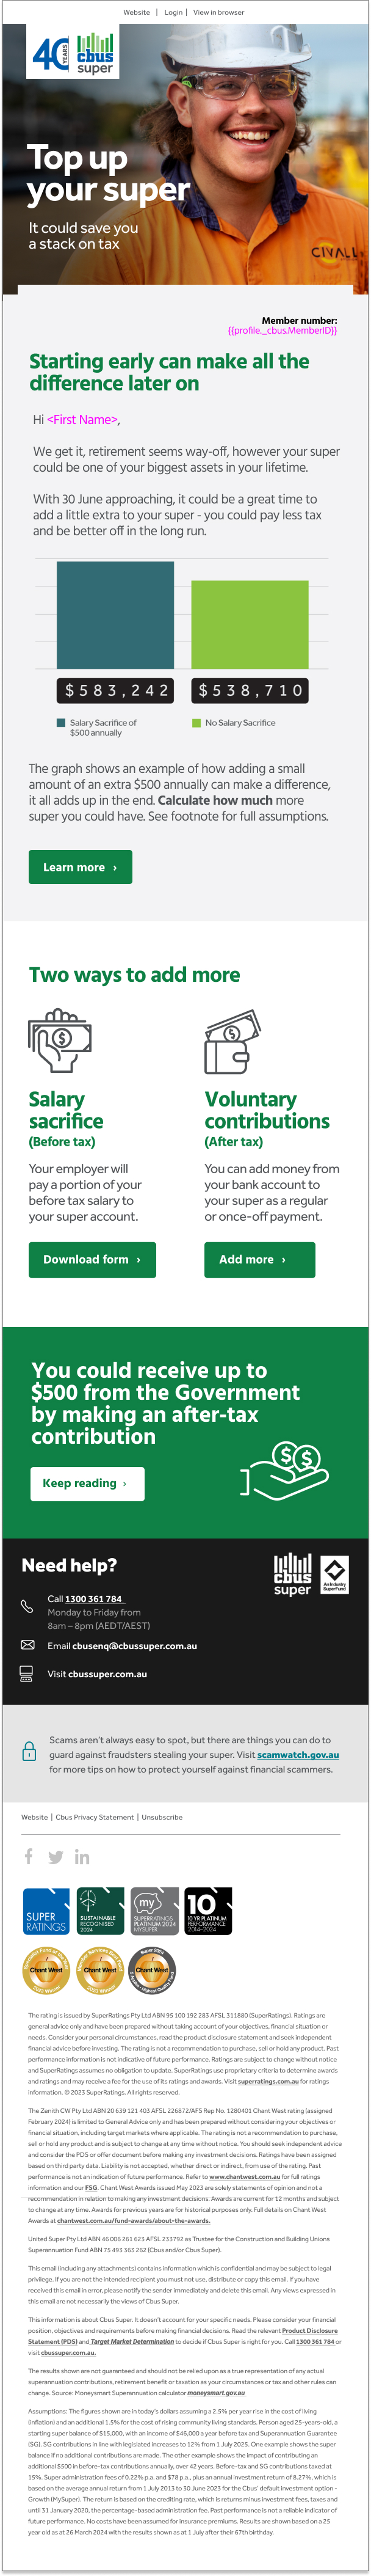 Website | Login | View in browser
40 YEARS
cbus
super
Top up
your super
It could save you
a stack on tax
CIVALL
Member number:
{{profile._cbus.MemberID}}
Starting early can make all the
difference later on
Hi <First Name>,
We get it, retirement seems way-off, however your super
could be one of your biggest assets in your lifetime.
With 30 June approaching, it could be a great time to
add a little extra to your super - you could pay less tax
and be better off in the long run.
$583,242 $538,710
Salary Sacrifice of
$500 annually
No Salary Sacrifice
The graph shows an example of how adding a small
amount of an extra $500 annually can make a difference,
it all adds up in the end. Calculate how much more
super you could have. See footnote for full assumptions.
Learn more ›
Two ways to add more
Salary
sacrifice
(Before tax)
Your employer will
pay a portion of your
before tax salary to
your super account.
Download form ›
Voluntary
contributions
(After tax)
You can add money from
your bank account to
your super as a regular
or once-off payment.
Add more ›
You could receive up to
$500 from the Government
by making an after-tax
contribution
Keep reading ›
Need help?
cbus
super
An Industry
SuperFund
Call 1300 361 784
Monday to Friday from
8am – 8pm (AEDT/AEST)
Email cbusenq@cbussuper.com.au
Visit cbussuper.com.au
Scams aren't always easy to spot, but there are things you can do to
guard against fraudsters stealing your super. Visit scamwatch.gov.au
for more tips on how to protect yourself against financial scammers.
Website | Cbus Privacy Statement | Unsubscribe
SUPER
RATINGS
SUSTAINABLE
RECOGNISED
2024
my
SUPERRATINGS
PLATINUM 2024
MYSUPER
10
10 YR PLATINUM
PERFORMANCE
2014-2024
Chant West
Chant West
Chant West
The rating is issued by SuperRatings Pty Ltd ABN 95 100 192 283 AFSL 311880 (SuperRatings). Ratings are
general advice only and have been prepared without taking account of your objectives, financial situation or
needs. Consider your personal circumstances, read the product disclosure statement and seek independent
financial advice before investing. The rating is not a recommendation to purchase, sell or hold any product. Past
performance information is not indicative of future performance. Ratings are subject to change without notice
and SuperRatings assumes no obligation to update. SuperRatings use proprietary criteria to determine awards
and ratings and may receive a fee for the use of its ratings and awards. Visit superratings.com.au for ratings
information. © 2023 SuperRatings. All rights reserved.
The Zenith CW Pty Ltd ABN 20 639 121 403 AFSL 226872/AFS Rep No. 1280401 Chant West rating (assigned
February 2024) is limited to General Advice only and has been prepared without considering your objectives or
financial situation, including target markets where applicable. The rating is not a recommendation to purchase,
sell or hold any product and is subject to change at any time without notice. You should seek independent advice
and consider the PDS or offer document before making any investment decisions. Ratings have been assigned
based on third party data. Liability is not accepted, whether direct or indirect, from use of the rating. Past
performance is not an indication of future performance. Refer to www.chantwest.com.au for full ratings
information and our FSG. Chant West Awards issued May 2023 are solely statements of opinion and not a
recommendation in relation to making any investment decisions. Awards are current for 12 months and subject
to change at any time. Awards for previous years are for historical purposes only. Full details on Chant West
Awards at chantwest.com.au/fund-awards/about-the-awards.
United Super Pty Ltd ABN 46 006 261 623 AFSL 233792 as Trustee for the Construction and Building Unions
Superannuation Fund ABN 75 493 363 262 (Cbus and/or Cbus Super).
This email (including any attachments) contains information which is confidential and may be subject to legal
privilege. If you are not the intended recipient you must not use, distribute or copy this email. If you have
received this email in error, please notify the sender immediately and delete this email. Any views expressed in
this email are not necessarily the views of Cbus Super.
This information is about Cbus Super. It doesn't account for your specific needs. Please consider your financial
position, objectives and requirements before making financial decisions. Read the relevant Product Disclosure
Statement (PDS) and Target Market Determination to decide if Cbus Super is right for you. Call 1300 361 784 or
visit cbussuper.com.au.
The results shown are not guaranteed and should not be relied upon as a true representation of any actual
superannuation contributions, retirement benefit or taxation as your circumstances or tax and other rules can
change. Source: Moneysmart Superannuation calculator moneysmart.gov.au
Assumptions: The figures shown are in today's dollars assuming a 2.5% per year rise in the cost of living
(inflation) and an additional 1.5% for the cost of rising community living standards. Person aged 25-years-old, a
starting super balance of $15,000, with an income of $46,000 a year before tax and Superannuation Guarantee
(SG). SG contributions in line with legislated increases to 12% from 1 July 2025. One example shows the super
balance if no additional contributions are made. The other example shows the impact of contributing an
additional $500 in before-tax contributions annually, over 42 years. Before-tax and SG contributions taxed at
15%. Super administration fees of 0.22% p.a. and $78 p.a., plus an annual investment return of 8.27%, which is
based on the average annual return from 1 July 2013 to 30 June 2023 for the Cbus' default investment option -
Growth (MySuper). The return is based on the crediting rate, which is returns minus investment fees, taxes and
until 31 January 2020, the percentage-based administration fee. Past performance is not a reliable indicator of
future performance. No costs have been assumed for insurance premiums. Results are shown based on a 25
year old as at 26 March 2024 with the results shown as at 1 July after their 67th birthday.